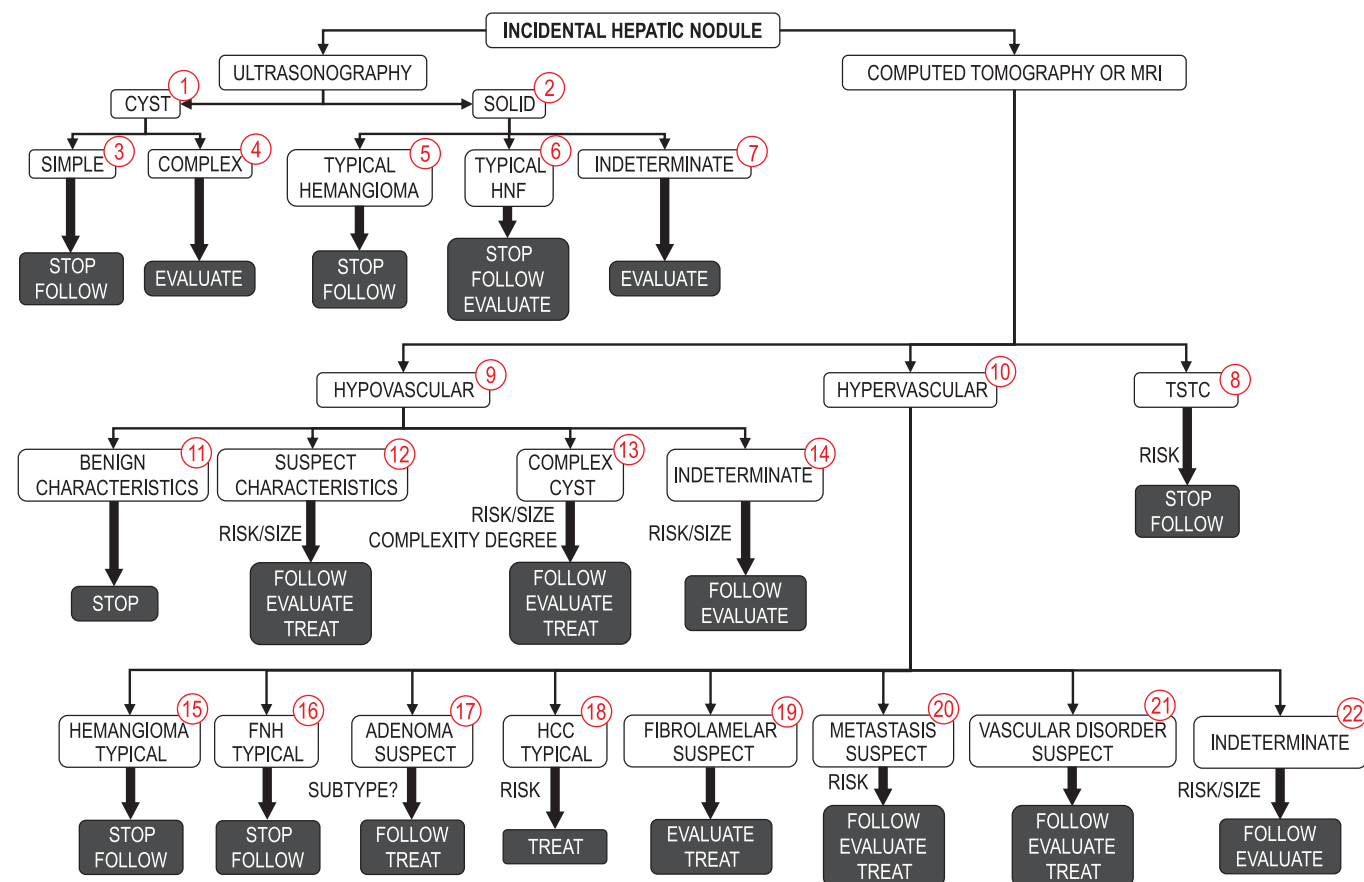 INCIDENTAL HEPATIC NODULE
ULTRASONOGRAPHY
COMPUTED TOMOGRAPHY OR MRI
1
CYST
2
SOLID
3
SIMPLE
4
COMPLEX
5
TYPICAL
HEMANGIOMA
6
TYPICAL
HNF
7
INDETERMINATE
STOP
FOLLOW
EVALUATE
STOP
FOLLOW
STOP
FOLLOW
EVALUATE
EVALUATE
9
HYPOVASCULAR
10
HYPERVASCULAR
8
TSTC
RISK
STOP
FOLLOW
11
BENIGN
CHARACTERISTICS
12
SUSPECT
CHARACTERISTICS
13
COMPLEX
CYST
14
INDETERMINATE
RISK/SIZE
RISK/SIZE
COMPLEXITY DEGREE
RISK/SIZE
STOP
FOLLOW
EVALUATE
TREAT
FOLLOW
EVALUATE
TREAT
FOLLOW
EVALUATE
15
HEMANGIOMA
TYPICAL
16
FNH
TYPICAL
17
ADENOMA
SUSPECT
18
HCC
TYPICAL
19
FIBROLAMELAR
SUSPECT
20
METASTASIS
SUSPECT
21
VASCULAR DISORDER
SUSPECT
22
INDETERMINATE
SUBTYPE?
RISK
RISK
RISK/SIZE
STOP
FOLLOW
STOP
FOLLOW
FOLLOW
TREAT
TREAT
EVALUATE
TREAT
FOLLOW
EVALUATE
TREAT
FOLLOW
EVALUATE
TREAT
FOLLOW
EVALUATE